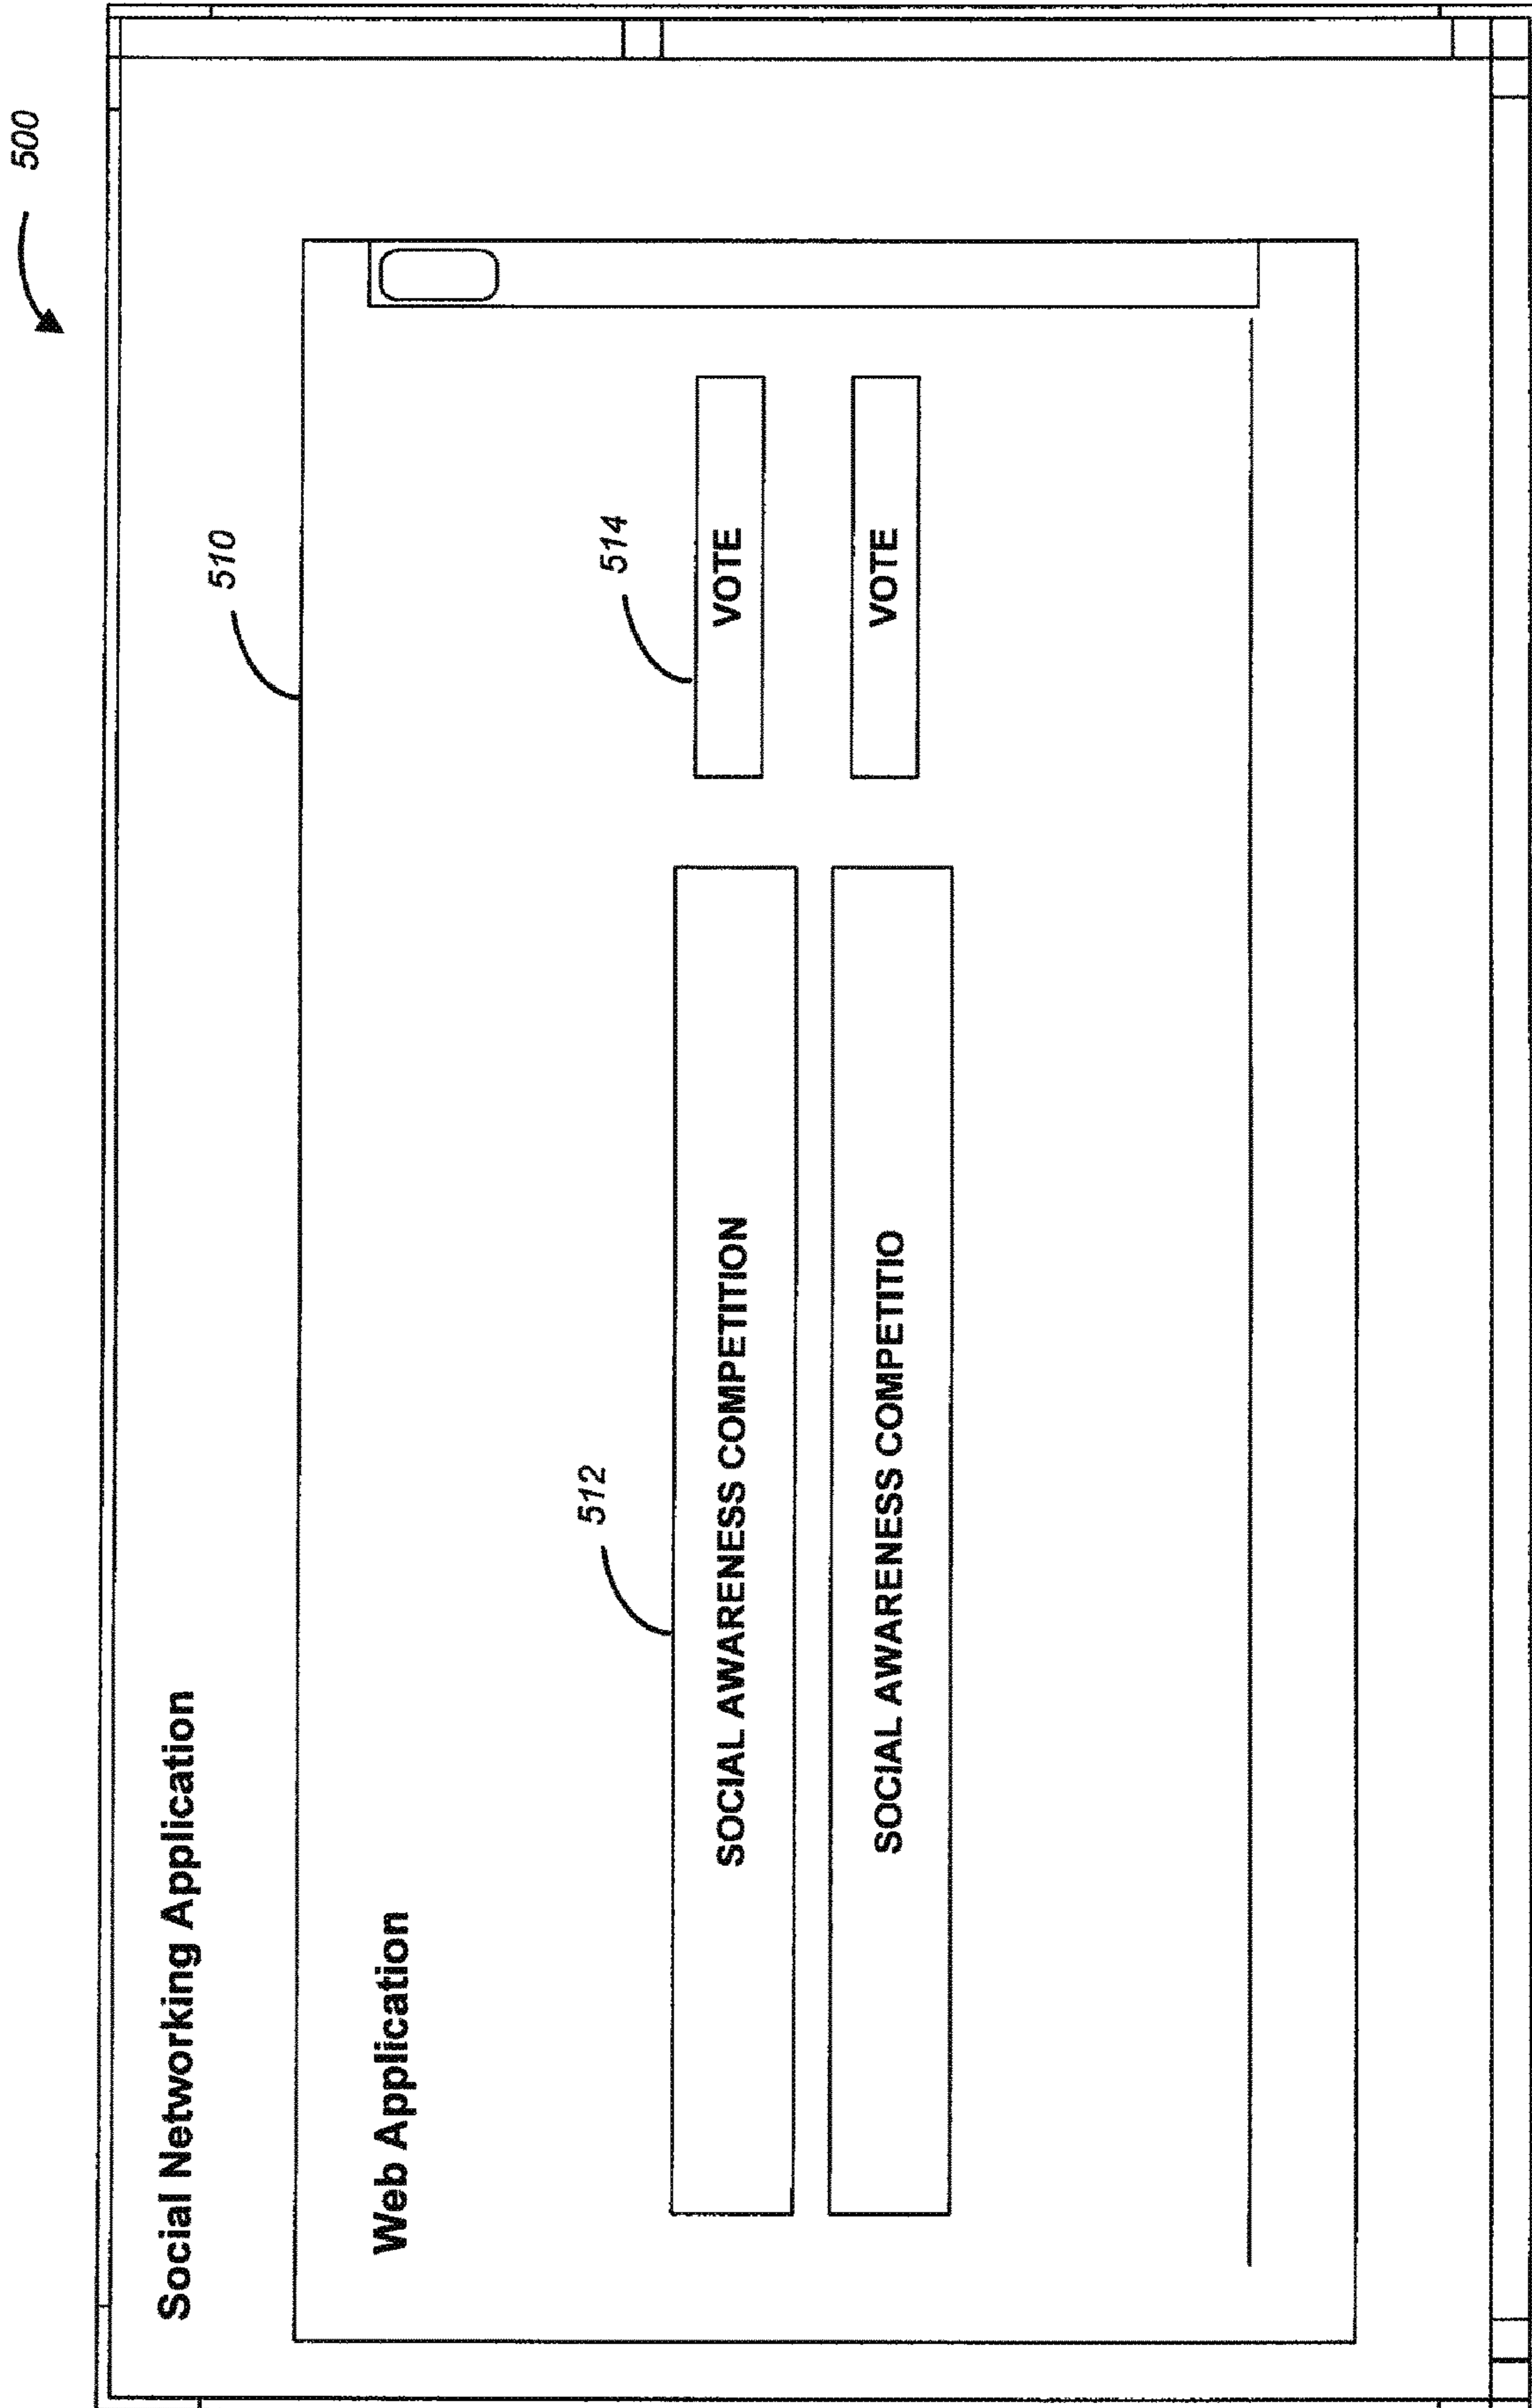 500
Social Networking Application
510
Web Application
512
514
SOCIAL AWARENESS COMPETITION
VOTE
SOCIAL AWARENESS COMPETITIO
VOTE